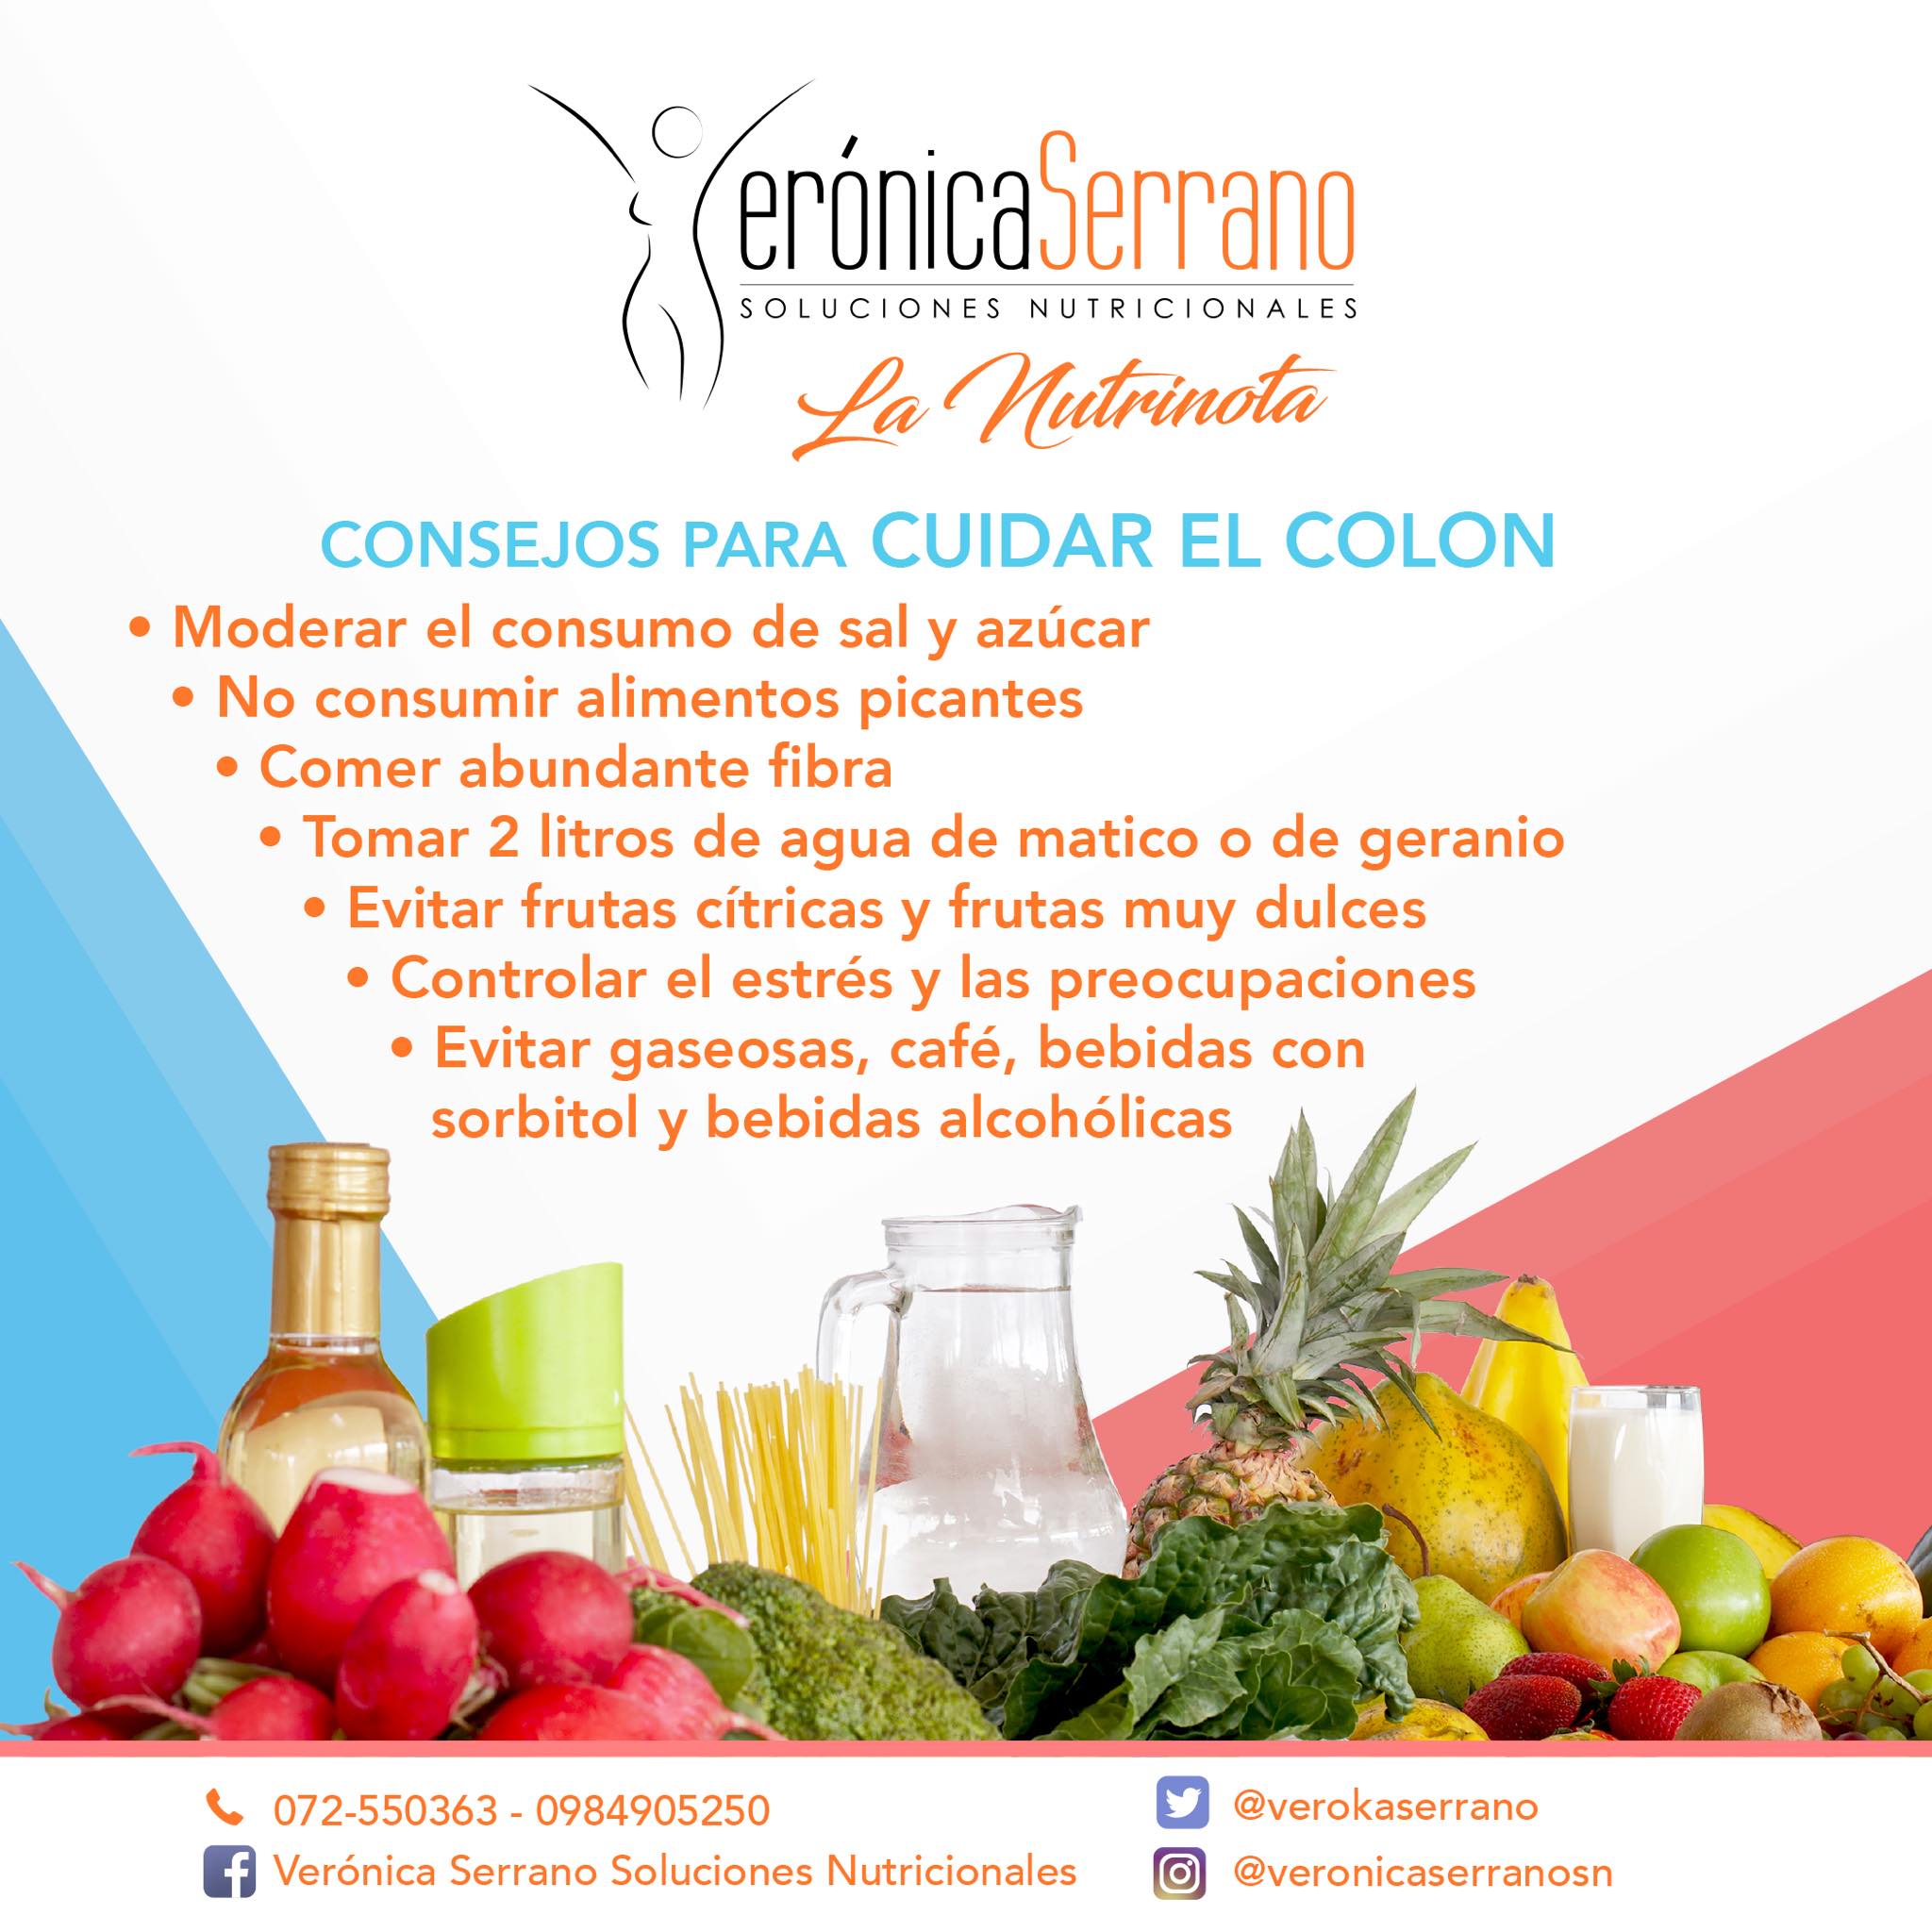 VerónicaSerrano
SOLUCIONES NUTRICIONALES
La Nutrinota
CONSEJOS PARA CUIDAR EL COLON
• Moderar el consumo de sal y azúcar
• No consumir alimentos picantes
• Comer abundante fibra
• Tomar 2 litros de agua de matico o de geranio
• Evitar frutas cítricas y frutas muy dulces
• Controlar el estrés y las preocupaciones
• Evitar gaseosas, café, bebidas con
sorbitol y bebidas alcohólicas
072-550363 - 0984905250
@verokaserrano
Verónica Serrano Soluciones Nutricionales
@veronicaserranosn